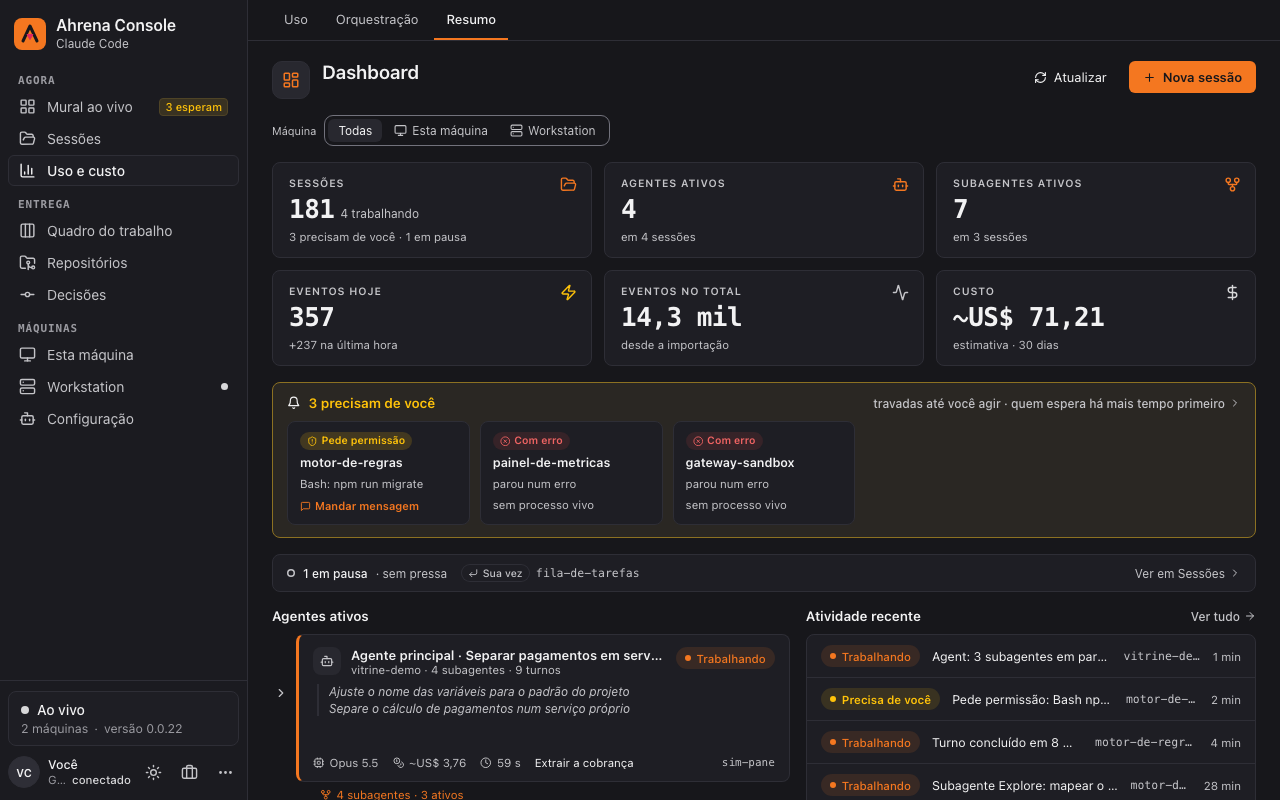 Ahrena Console
Claude Code
AGORA
Mural ao vivo
3 esperam
Sessões
Uso e custo
ENTREGA
Quadro do trabalho
Repositórios
Decisões
MÁQUINAS
Esta máquina
Workstation
Configuração
Ao vivo
2 máquinas · versão 0.0.22
VC
Você
G... conectado
Uso
Orquestração
Resumo
Dashboard
Atualizar
Nova sessão
Máquina
Todas
Esta máquina
Workstation
SESSÕES
181 4 trabalhando
3 precisam de você · 1 em pausa
AGENTES ATIVOS
4
em 4 sessões
SUBAGENTES ATIVOS
7
em 3 sessões
EVENTOS HOJE
357
+237 na última hora
EVENTOS NO TOTAL
14,3 mil
desde a importação
CUSTO
~US$ 71,21
estimativa · 30 dias
3 precisam de você
travadas até você agir · quem espera há mais tempo primeiro
Pede permissão
motor-de-regras
Bash: npm run migrate
Mandar mensagem
Com erro
painel-de-metricas
parou num erro
sem processo vivo
Com erro
gateway-sandbox
parou num erro
sem processo vivo
1 em pausa · sem pressa
Sua vez
fila-de-tarefas
Ver em Sessões
Agentes ativos
Agente principal · Separar pagamentos em serv...
Trabalhando
vitrine-demo · 4 subagentes · 9 turnos
Ajuste o nome das variáveis para o padrão do projeto
Separe o cálculo de pagamentos num serviço próprio
Opus 5.5
~US$ 3,76
59 s
Extrair a cobrança
sim-pane
4 subagentes · 3 ativos
Atividade recente
Ver tudo
Trabalhando Agent: 3 subagentes em par... vitrine-de... 1 min
Precisa de você Pede permissão: Bash np... motor-de-... 2 min
Trabalhando Turno concluído em 8 ... motor-de-regr... 4 min
Trabalhando Subagente Explore: mapear o ... motor-d... 28 min